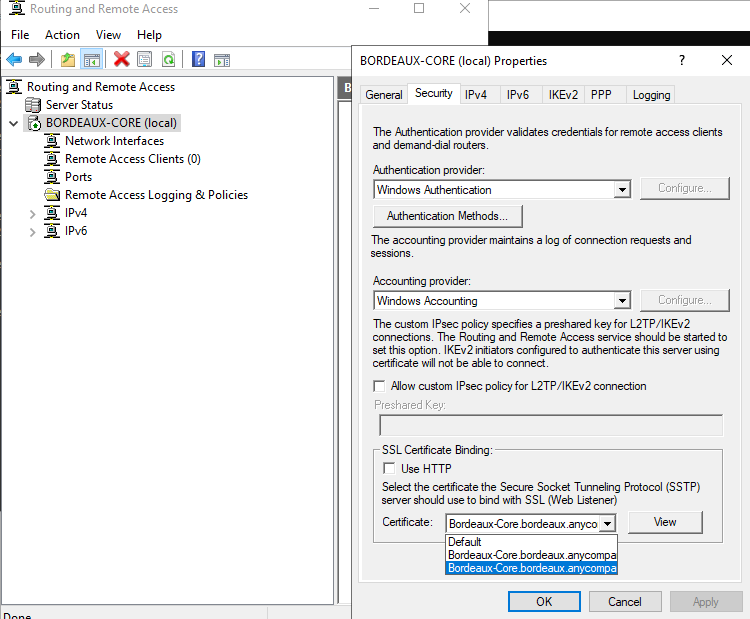 Routing and Remote Access
File Action View Help
Routing and Remote Access
Server Status
BORDEAUX-CORE (local)
Network Interfaces
Remote Access Clients (0)
Ports
Remote Access Logging & Policies
IPv4
IPv6
Done
B
BORDEAUX-CORE (local) Properties
General Security IPv4 IPv6 IKEv2 PPP Logging
The Authentication provider validates credentials for remote access clients
and demand-dial routers.
Authentication provider:
Windows Authentication Configure...
Authentication Methods...
The accounting provider maintains a log of connection requests and
sessions.
Accounting provider:
Windows Accounting Configure...
The custom IPsec policy specifies a preshared key for L2TP/IKEv2
connections. The Routing and Remote Access service should be started to
set this option. IKEv2 initiators configured to authenticate this server using
certificate will not be able to connect.
Allow custom IPsec policy for L2TP/IKEv2 connection
Preshared Key:
SSL Certificate Binding:
Use HTTP
Select the certificate the Secure Socket Tunneling Protocol (SSTP)
server should use to bind with SSL (Web Listener)
Certificate: Bordeaux-Core.bordeaux.anyco View
Default
Bordeaux-Core.bordeaux.anycompa
Bordeaux-Core.bordeaux.anycompa
OK Cancel Apply